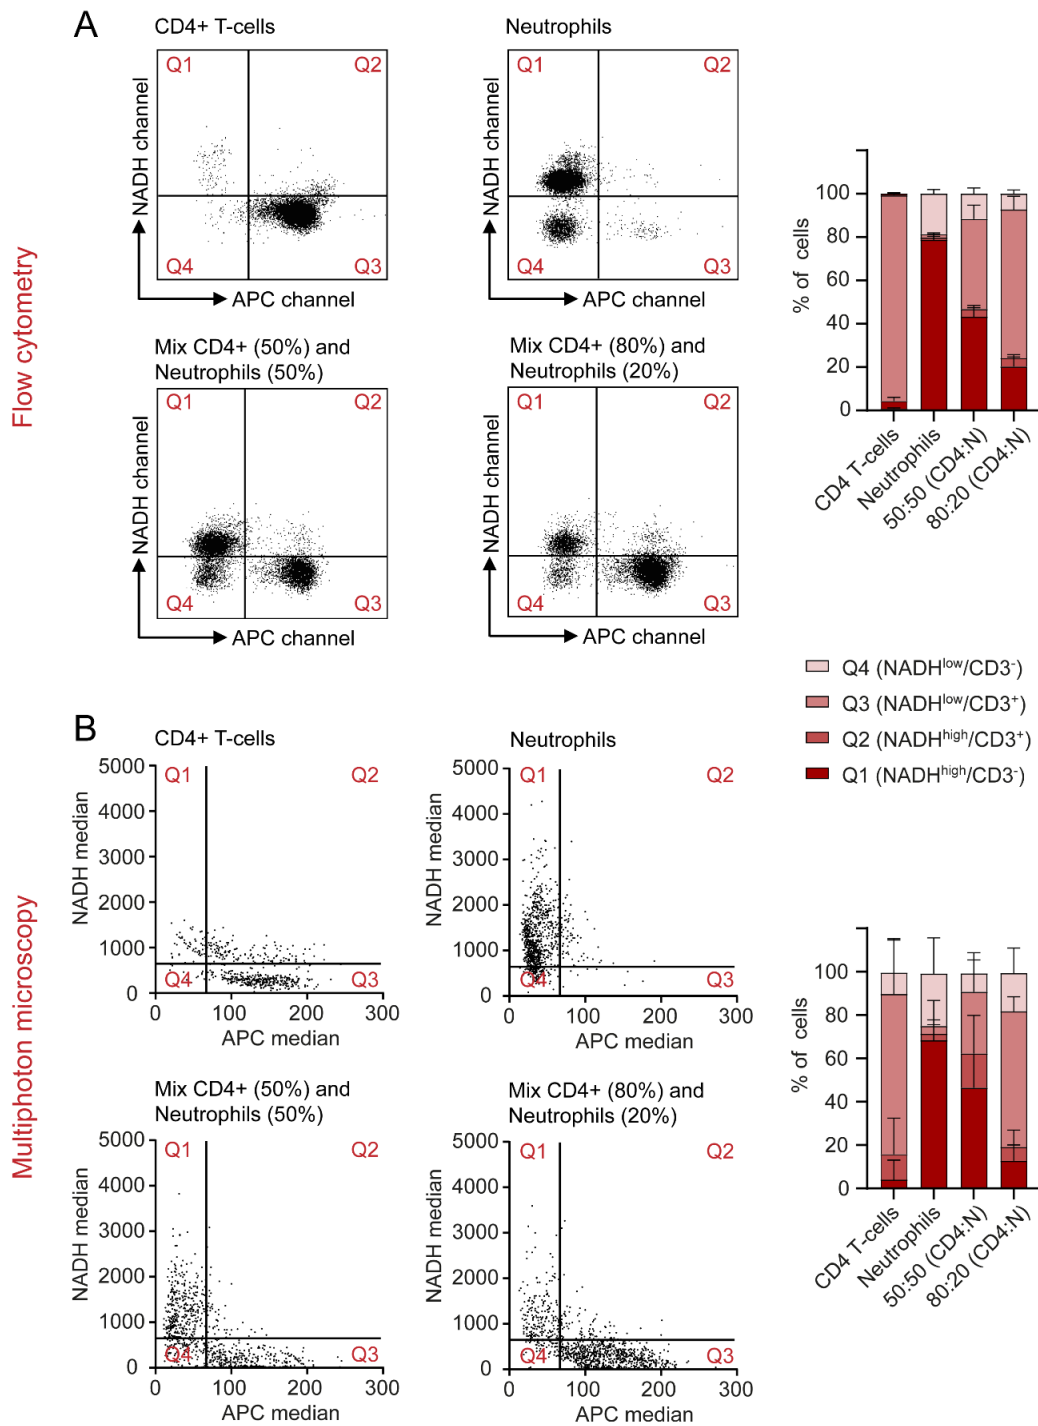 A
Flow cytometry
CD4+ T-cells
Q1
Q2
NADH channel
Q4
Q3
APC channel
Neutrophils
Q1
Q2
NADH channel
Q4
Q3
APC channel
Mix CD4+ (50%) and
Neutrophils (50%)
Q1
Q2
NADH channel
Q4
Q3
APC channel
Mix CD4+ (80%) and
Neutrophils (20%)
Q1
Q2
NADH channel
Q4
Q3
APC channel
% of cells
100
80
60
40
20
0
CD4 T-cells
Neutrophils
50:50 (CD4:N)
80:20 (CD4:N)
Q4 (NADHlow/CD3-)
Q3 (NADHlow/CD3+)
Q2 (NADHhigh/CD3+)
Q1 (NADHhigh/CD3-)
B
Multiphoton microscopy
CD4+ T-cells
NADH median
5000
4000
3000
2000
1000
0
Q1
Q2
Q4
Q3
0
100
200
300
APC median
Neutrophils
NADH median
5000
4000
3000
2000
1000
0
Q1
Q2
Q4
Q3
0
100
200
300
APC median
Mix CD4+ (50%) and
Neutrophils (50%)
NADH median
5000
4000
3000
2000
1000
0
Q1
Q2
Q4
Q3
0
100
200
300
APC median
Mix CD4+ (80%) and
Neutrophils (20%)
NADH median
5000
4000
3000
2000
1000
0
Q1
Q2
Q4
Q3
0
100
200
300
APC median
% of cells
100
80
60
40
20
0
CD4 T-cells
Neutrophils
50:50 (CD4:N)
80:20 (CD4:N)